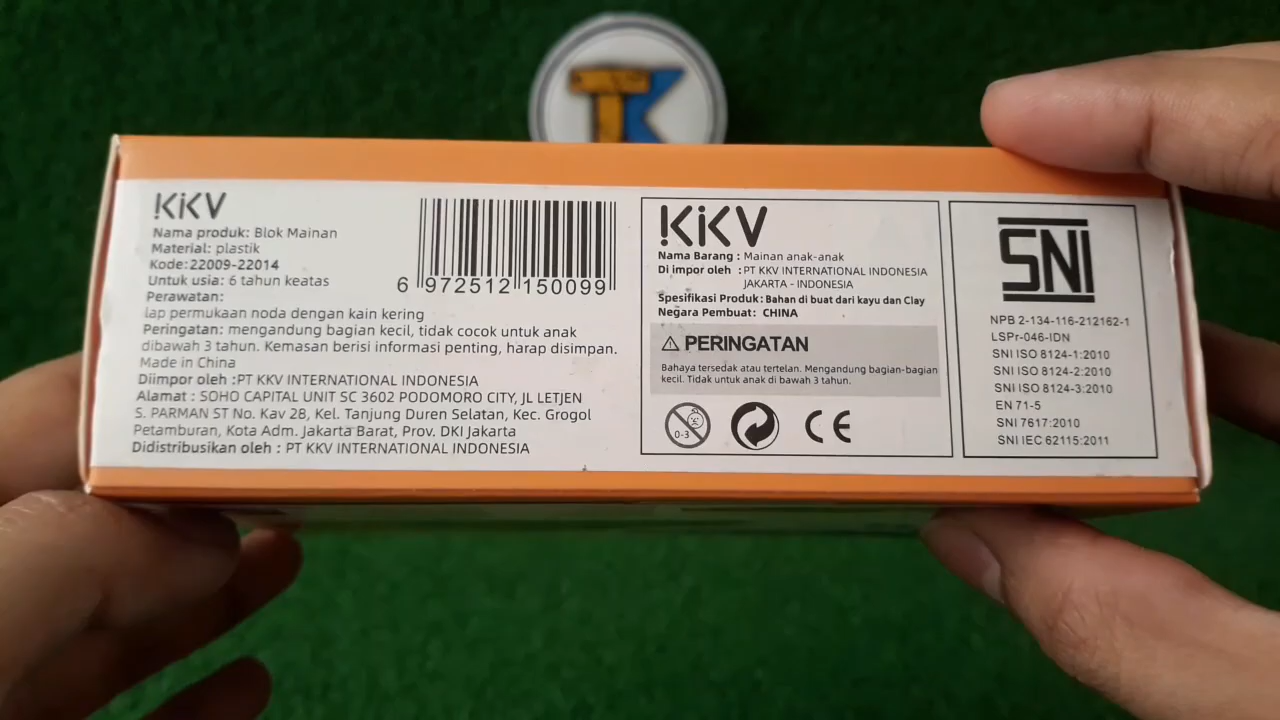 TK
KKV
Nama produk: Blok Mainan
Material: plastik
Kode: 22009-22014
Untuk usia: 6 tahun keatas
Perawatan:
lap permukaan noda dengan kain kering
Peringatan: mengandung bagian kecil, tidak cocok untuk anak
dibawah 3 tahun. Kemasan berisi informasi penting, harap disimpan.
Made in China
Diimpor oleh :PT KKV INTERNATIONAL INDONESIA
Alamat : SOHO CAPITAL UNIT SC 3602 PODOMORO CITY, JL LETJEN
S. PARMAN ST No. Kav 28, Kel. Tanjung Duren Selatan, Kec. Grogol
Petamburan, Kota Adm. Jakarta Barat, Prov. DKI Jakarta
Didistribusikan oleh : PT KKV INTERNATIONAL INDONESIA
6 972512 150099
KKV
Nama Barang : Mainan anak-anak
Di impor oleh : PT KKV INTERNATIONAL INDONESIA
JAKARTA - INDONESIA
Spesifikasi Produk: Bahan di buat dari kayu dan Clay
Negara Pembuat: CHINA
PERINGATAN
Bahaya tersedak atau tertelan. Mengandung bagian-bagian
kecil. Tidak untuk anak di bawah 3 tahun.
0-3
CE
SNI
NPB 2-134-116-212162-1
LSPr-046-IDN
SNI ISO 8124-1:2010
SNI ISO 8124-2:2010
SNI ISO 8124-3:2010
EN 71-5
SNI 7617:2010
SNI IEC 62115:2011